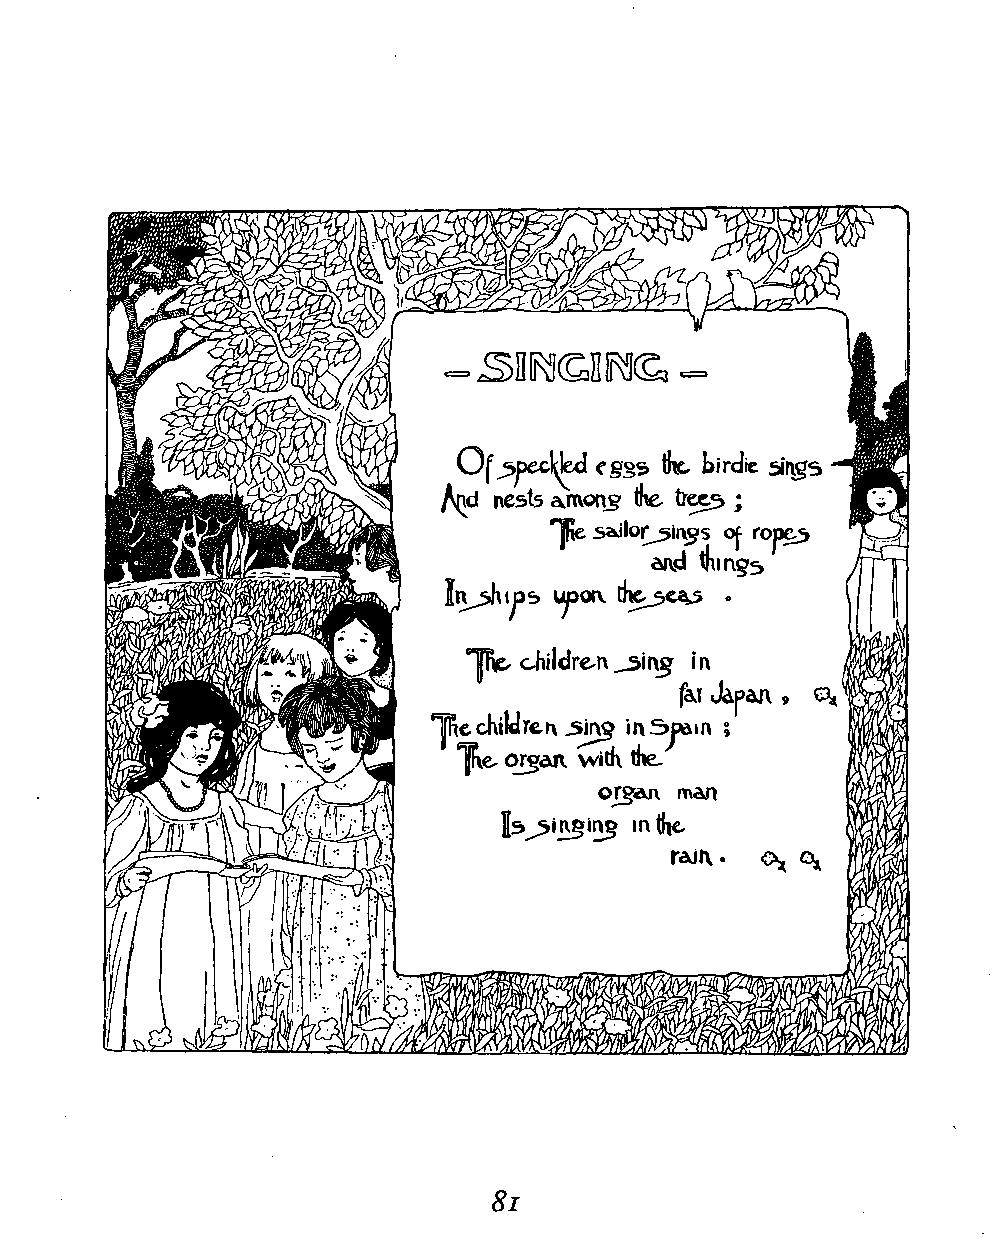 - SINGING -
Of speckled eggs the birdie sings
And nests among the trees ;
The sailor sings of ropes
and things
In ships upon the seas .
The children sing in
far Japan ,
The children sing in Spain ;
The organ with the
organ man
Is singing in the
rain .
81